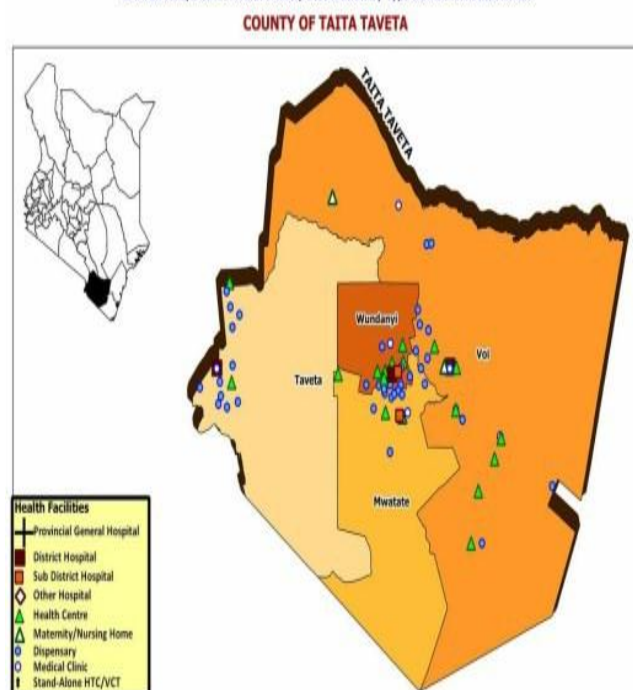 COUNTY OF TAITA TAVETA
TAITA TAVETA
Wundanyi
Voi
Taveta
Mwatate
Health Facilities
Provincial General Hospital
District Hospital
Sub District Hospital
Other Hospital
Health Centre
Maternity/Nursing Home
Dispensary
Medical Clinic
Stand-Alone HTC/VCT